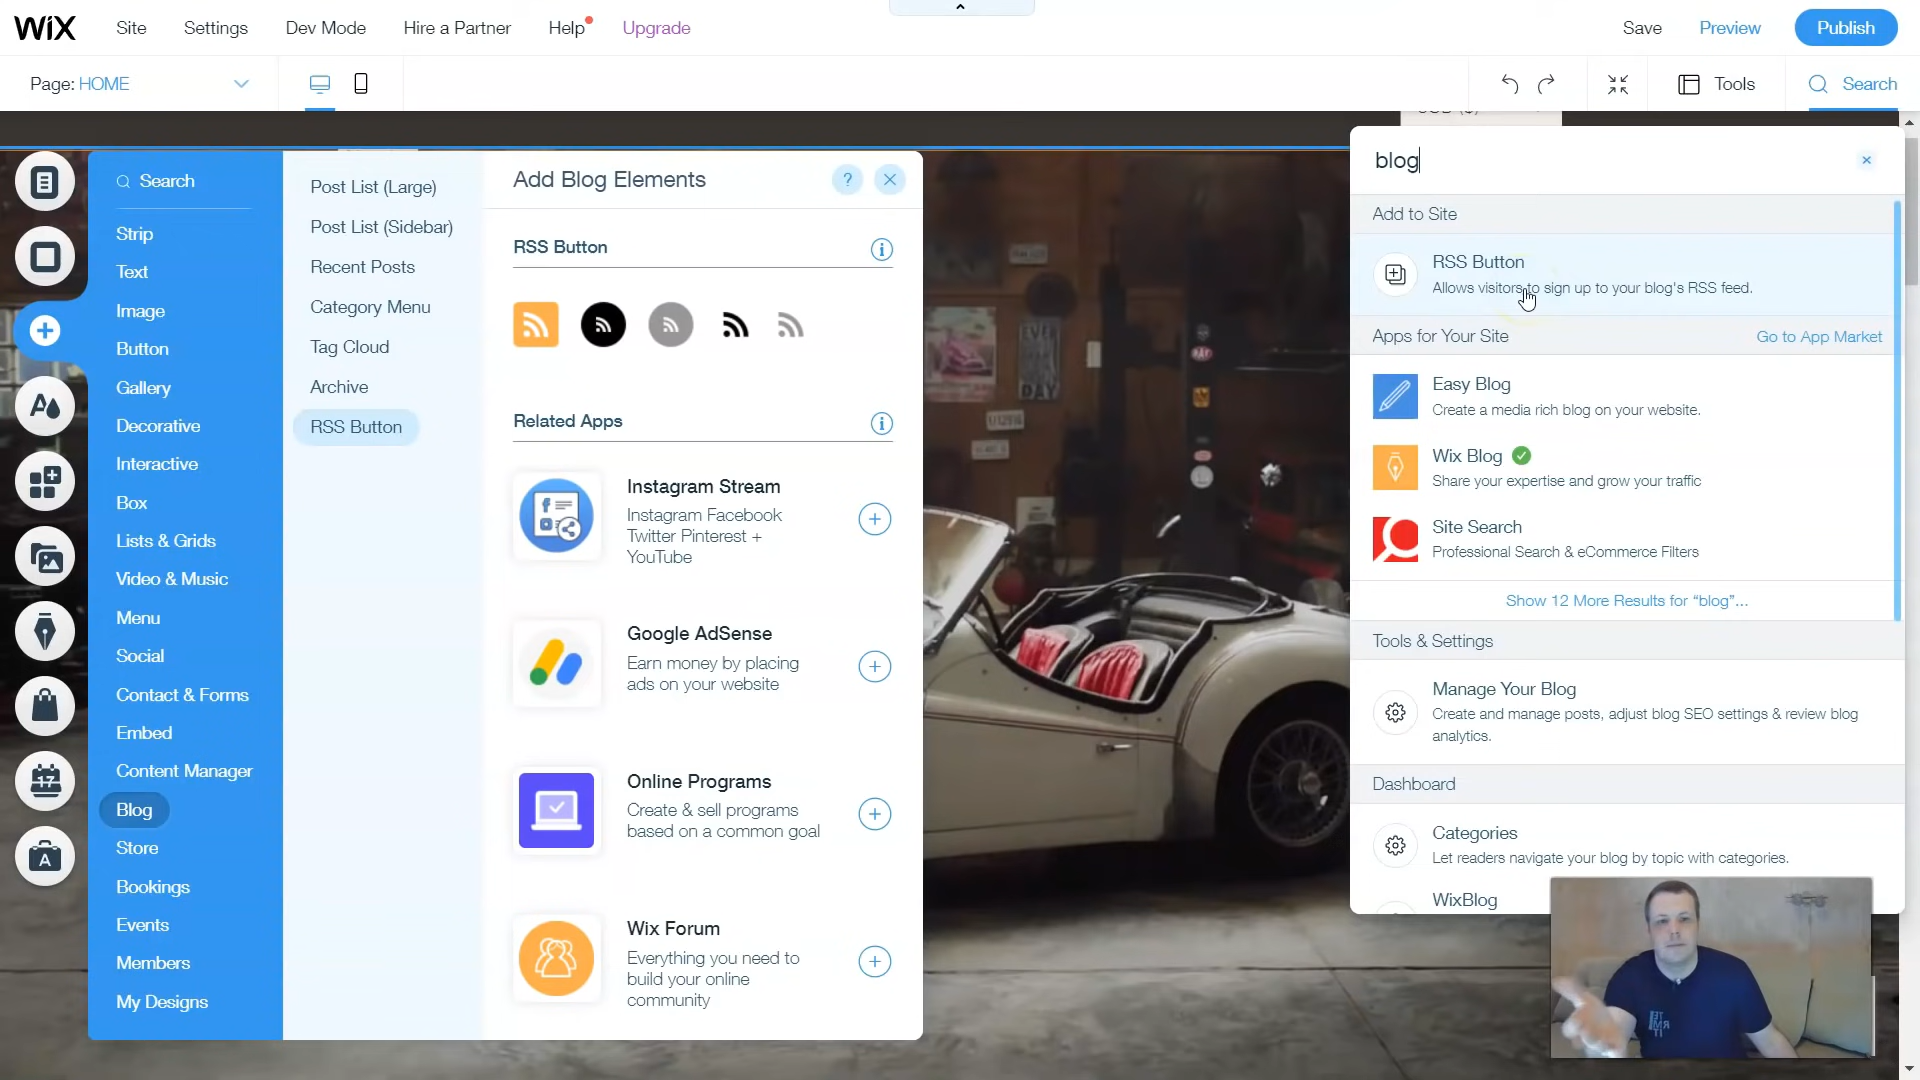 WIX
Site
Settings
Dev Mode
Hire a Partner
Help
Upgrade
Save
Preview
Publish
Page: HOME
Tools
Search
Search
Strip
Text
Image
Button
Gallery
Decorative
Interactive
Box
Lists & Grids
Video & Music
Menu
Social
Contact & Forms
Embed
Content Manager
Blog
Store
Bookings
Events
Members
My Designs
Post List (Large)
Post List (Sidebar)
Recent Posts
Category Menu
Tag Cloud
Archive
RSS Button
Add Blog Elements
?
RSS Button
Related Apps
Instagram Stream
Instagram Facebook
Twitter Pinterest +
YouTube
Google AdSense
Earn money by placing
ads on your website
Online Programs
Create & sell programs
based on a common goal
Wix Forum
Everything you need to
build your online
community
blog
Add to Site
RSS Button
Allows visitors to sign up to your blog's RSS feed.
Apps for Your Site
Go to App Market
Easy Blog
Create a media rich blog on your website.
Wix Blog
Share your expertise and grow your traffic
Site Search
Professional Search & eCommerce Filters
Show 12 More Results for “blog”...
Tools & Settings
Manage Your Blog
Create and manage posts, adjust blog SEO settings & review blog
analytics.
Dashboard
Categories
Let readers navigate your blog by topic with categories.
WixBlog
17
A